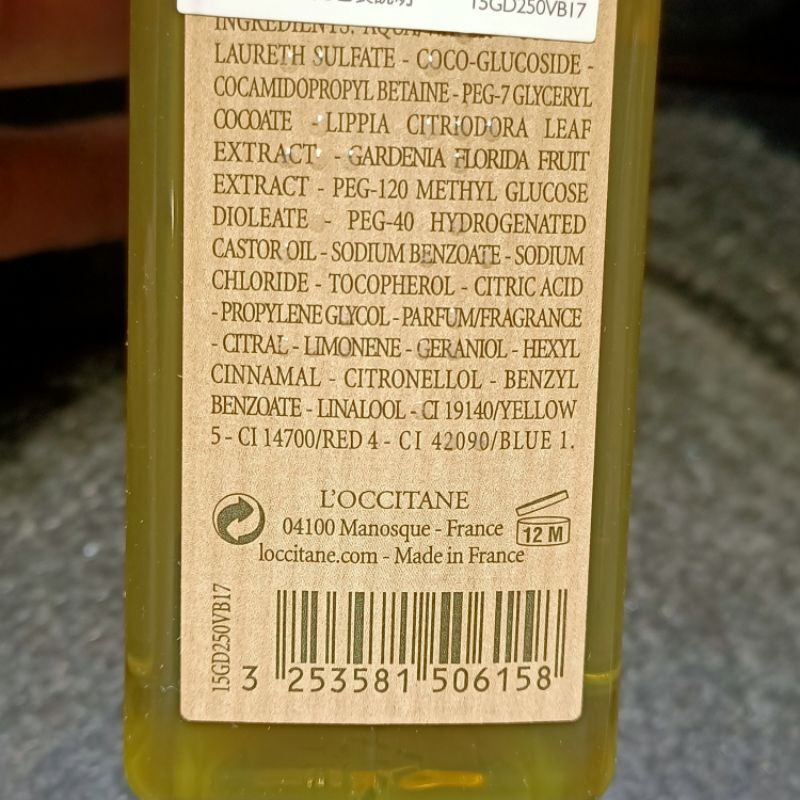 15GD250VB17
INGREDIENTS: AQUA/
LAURETH SULFATE - COCO-GLUCOSIDE -
COCAMIDOPROPYL BETAINE - PEG-7 GLYCERYL
COCOATE - LIPPIA CITRIODORA LEAF
EXTRACT - GARDENIA FLORIDA FRUIT
EXTRACT - PEG-120 METHYL GLUCOSE
DIOLEATE - PEG-40 HYDROGENATED
CASTOR OIL - SODIUM BENZOATE - SODIUM
CHLORIDE - TOCOPHEROL - CITRIC ACID
- PROPYLENE GLYCOL - PARFUM/FRAGRANCE
- CITRAL - LIMONENE - GERANIOL - HEXYL
CINNAMAL - CITRONELLOL - BENZYL
BENZOATE - LINALOOL - CI 19140/YELLOW
5 - CI 14700/RED 4 - CI 42090/BLUE 1.
L'OCCITANE
04100 Manosque - France
12 M
loccitane.com - Made in France
15GD250VB17
3 253581 506158